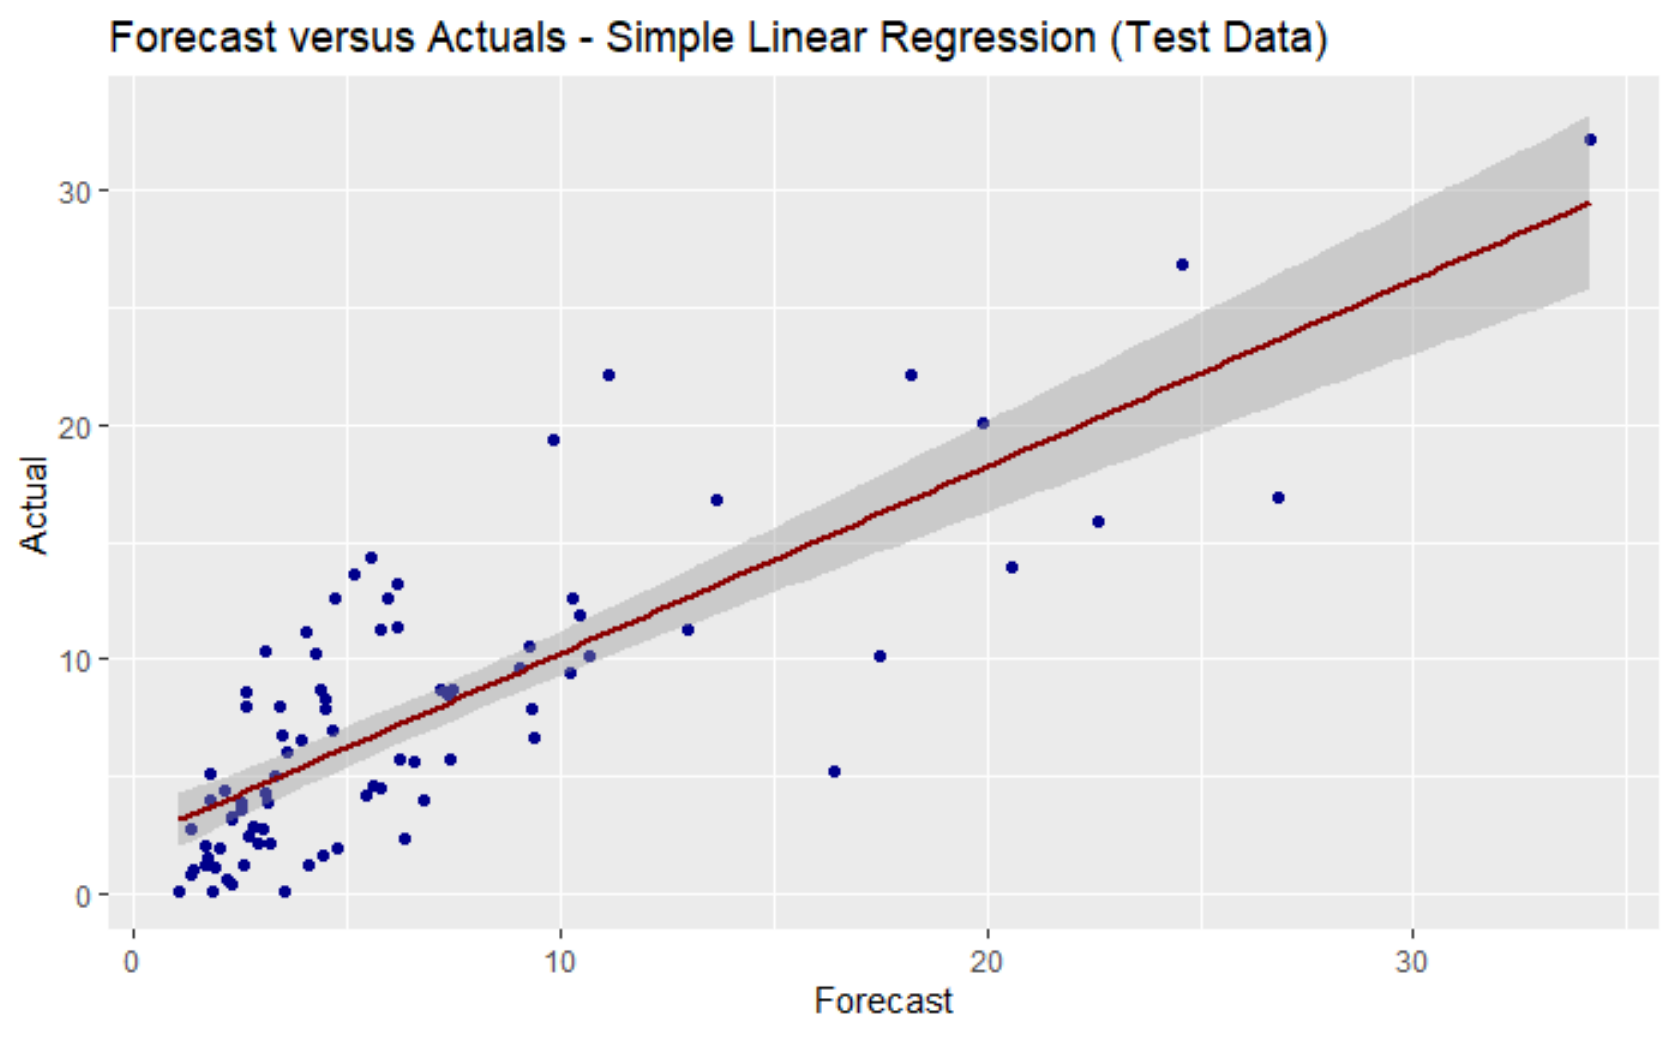 Forecast versus Actuals - Simple Linear Regression (Test Data)
30
20
10
0
Actual
0 10 20 30
Forecast